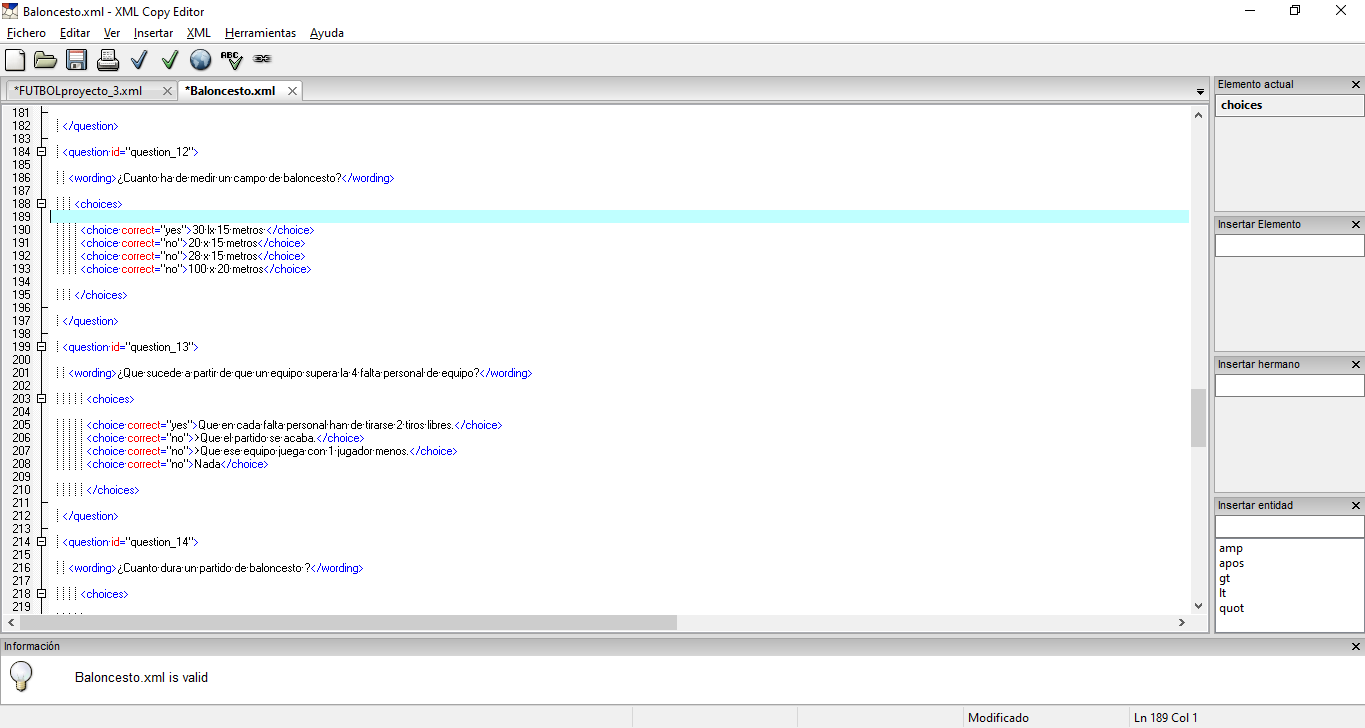 Baloncesto.xml - XML Copy Editor
Fichero Editar Ver Insertar XML Herramientas Ayuda
ABC
*FUTBOLproyecto_3.xml *Baloncesto.xml
Elemento actual
choices
Insertar Elemento
Insertar hermano
Insertar entidad
amp
apos
gt
lt
quot
181
182 </question>
183
184 <question id="question_12">
185
186 <wording>¿Cuanto ha de medir un campo de baloncesto?</wording>
187
188 <choices>
189
190 <choice correct="yes">30 lx 15 metros </choice>
191 <choice correct="no">20 x 15 metros</choice>
192 <choice correct="no">28 x 15 metros</choice>
193 <choice correct="no">100 x 20 metros</choice>
194
195 </choices>
196
197 </question>
198
199 <question id="question_13">
200
201 <wording>¿Que sucede a partir de que un equipo supera la 4 falta personal de equipo?</wording>
202
203 <choices>
204
205 <choice correct="yes">Que en cada falta personal han de tirarse 2 tiros libres.</choice>
206 <choice correct="no">>Que el partido se acaba.</choice>
207 <choice correct="no">>Que ese equipo juega con 1 jugador menos.</choice>
208 <choice correct="no">Nada</choice>
209
210 </choices>
211
212 </question>
213
214 <question id="question_14">
215
216 <wording>¿Cuanto dura un partido de baloncesto ?</wording>
217
218 <choices>
219
Información
Baloncesto.xml is valid
Modificado Ln 189 Col 1